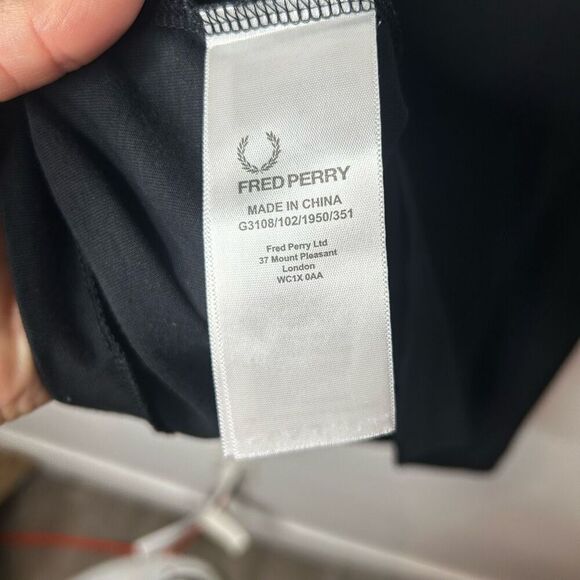 FRED PERRY
MADE IN CHINA
G3108/102/1950/351
Fred Perry Ltd
37 Mount Pleasant
London
WC1X 0AA